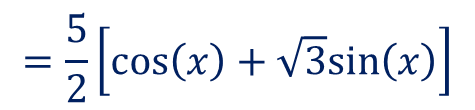 = 5/2 [cos(x) + √3sin(x)]